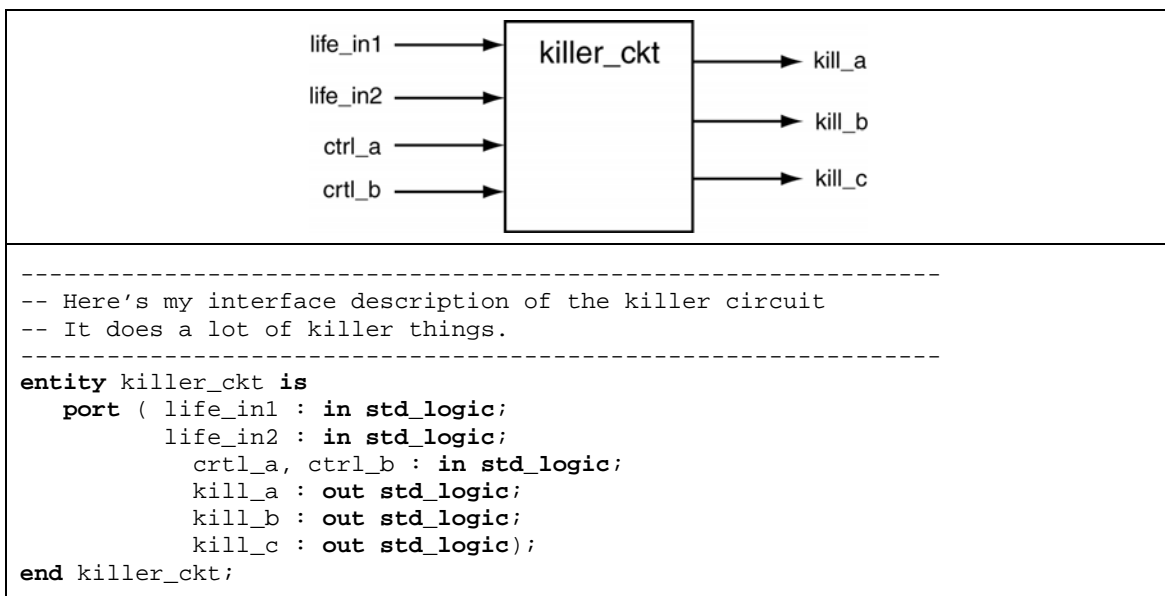 life_in1
killer_ckt
kill_a
life_in2
kill_b
ctrl_a
kill_c
crtl_b
-----------------------------------------------------------------
-- Here's my interface description of the killer circuit
-- It does a lot of killer things.
-----------------------------------------------------------------
entity killer_ckt is
port ( life_in1 : in std_logic;
life_in2 : in std_logic;
crtl_a, ctrl_b : in std_logic;
kill_a : out std_logic;
kill_b : out std_logic;
kill_c : out std_logic);
end killer_ckt;